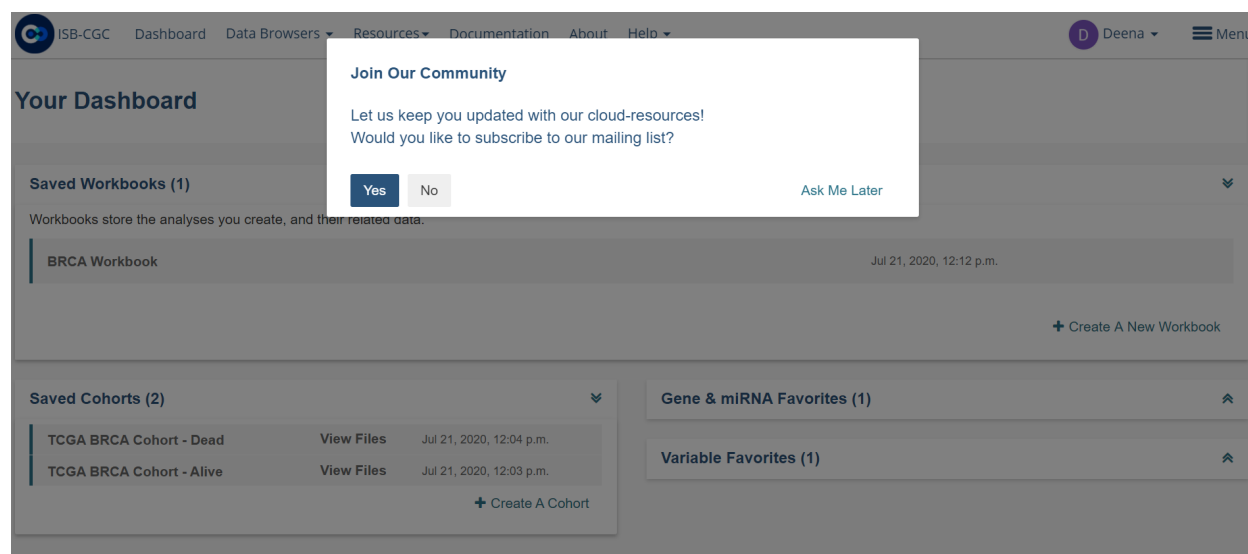 ISB-CGC Dashboard Data Browsers Resources Documentation About Help D Deena Menu
Join Our Community
Your Dashboard
Let us keep you updated with our cloud-resources!
Would you like to subscribe to our mailing list?
Yes No Ask Me Later
Saved Workbooks (1)
Workbooks store the analyses you create, and their related data.
BRCA Workbook Jul 21, 2020, 12:12 p.m.
+ Create A New Workbook
Saved Cohorts (2)
TCGA BRCA Cohort - Dead View Files Jul 21, 2020, 12:04 p.m.
TCGA BRCA Cohort - Alive View Files Jul 21, 2020, 12:03 p.m.
+ Create A Cohort
Gene & miRNA Favorites (1)
Variable Favorites (1)